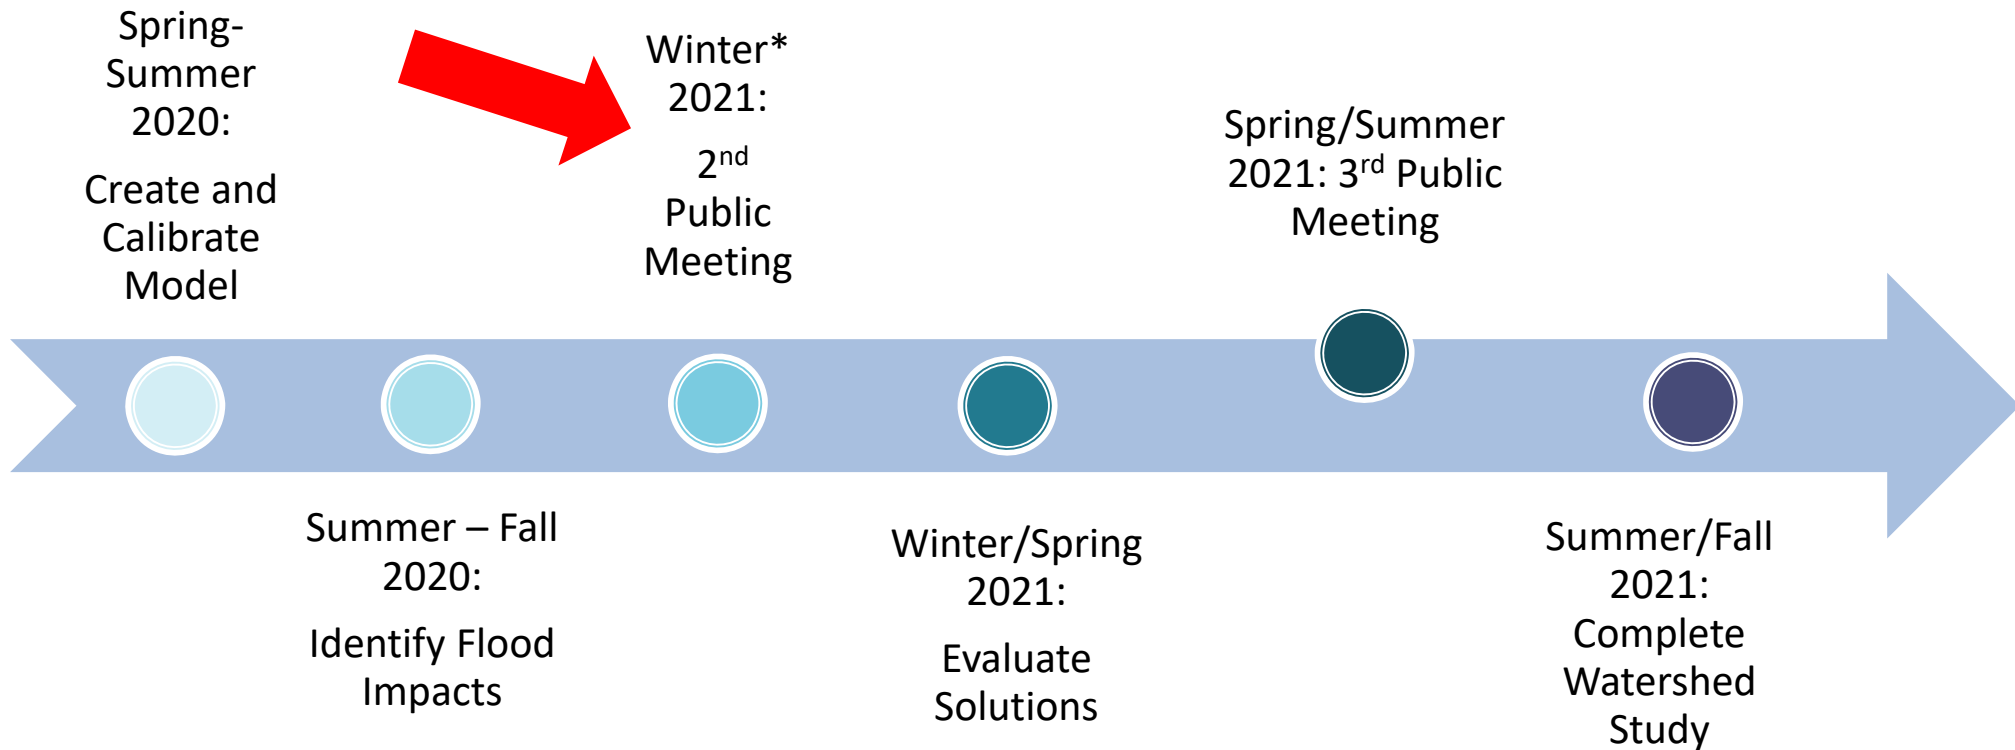 Spring-
Summer
2020:
Create and
Calibrate
Model
Summer – Fall
2020:
Identify Flood
Impacts
Winter*
2021:
2nd
Public
Meeting
Winter/Spring
2021:
Evaluate
Solutions
Spring/Summer
2021: 3rd Public
Meeting
Summer/Fall
2021:
Complete
Watershed
Study